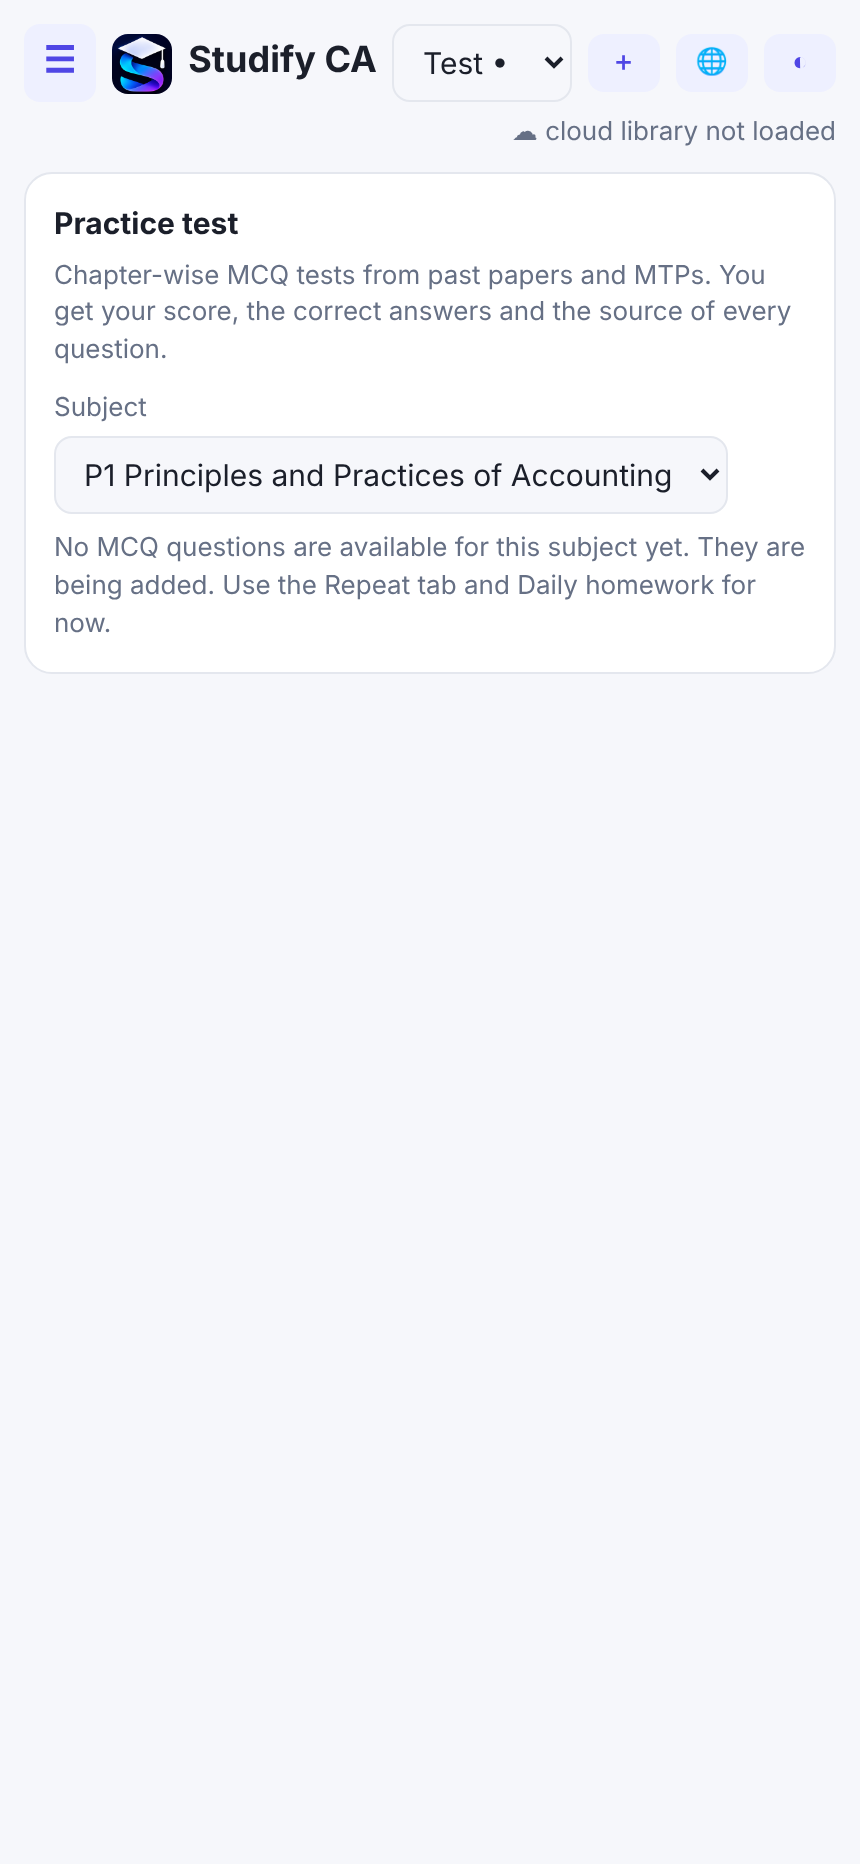 ☰ Studify CA Test • + 🌐
☁ cloud library not loaded
Practice test
Chapter-wise MCQ tests from past papers and MTPs. You
get your score, the correct answers and the source of every
question.
Subject
P1 Principles and Practices of Accounting
No MCQ questions are available for this subject yet. They are
being added. Use the Repeat tab and Daily homework for
now.